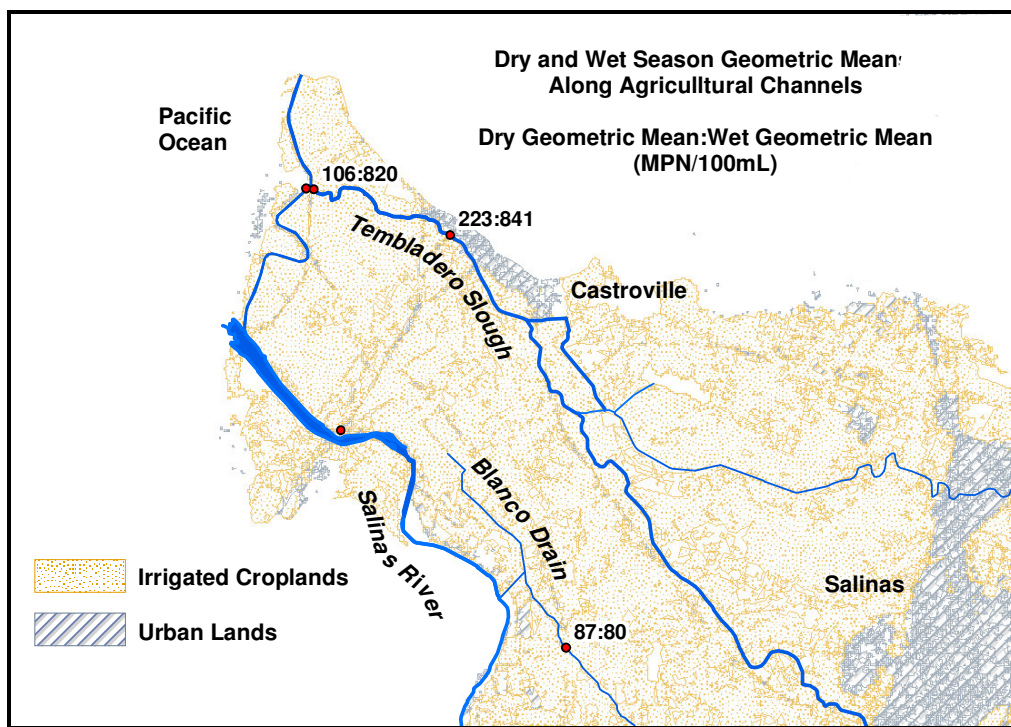 Dry and Wet Season Geometric Mean
Along Agriculltural Channels
Dry Geometric Mean:Wet Geometric Mean
(MPN/100mL)
Pacific
Ocean
106:820
223:841
Tembladero Slough
Castroville
Blanco Drain
Salinas River
Salinas
87:80
Irrigated Croplands
Urban Lands